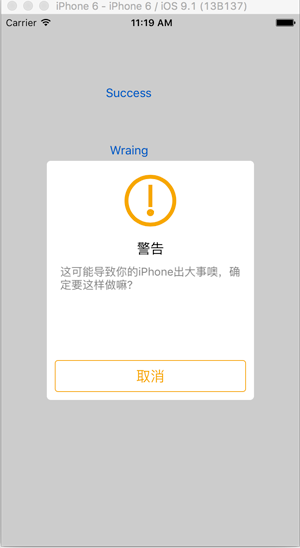 iPhone 6 - iPhone 6 / iOS 9.1 (13B137)
Carrier 11:19 AM
Success
Wraing
警告
这可能导致你的iPhone出大事噢，确
定要这样做嘛?
取消